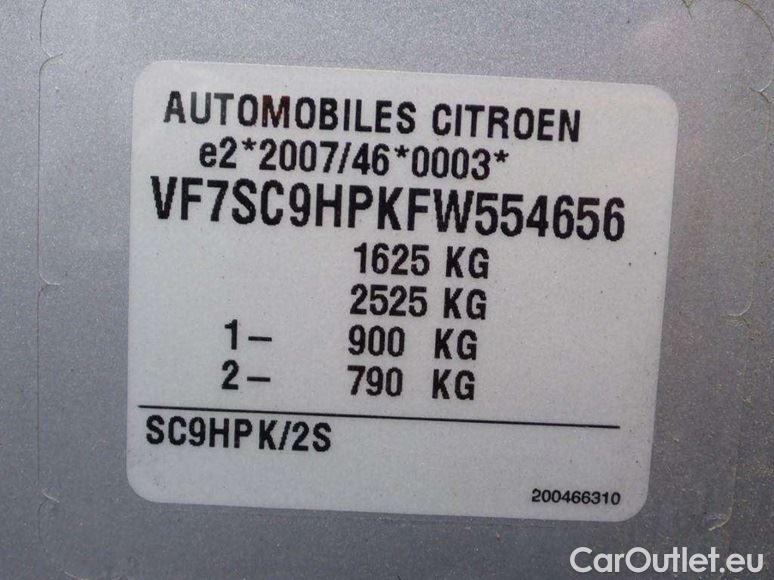 AUTOMOBILES CITROEN
e2*2007/46*0003*
VF7SC9HPKFW554656
1625 KG
2525 KG
1- 900 KG
2- 790 KG
SC9HPK/2S
200466310
CarOutlet.eu